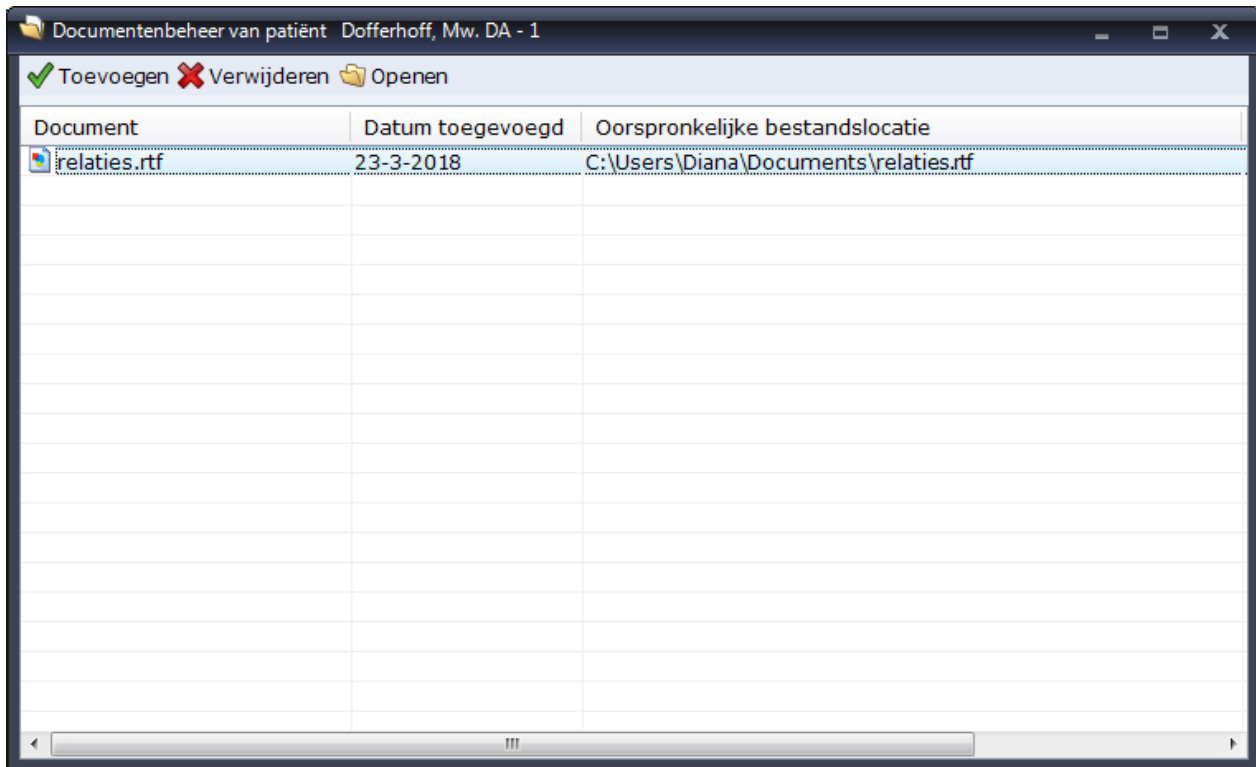 Documentenbeheer van patiënt Dofferhoff, Mw. DA - 1
Toevoegen Verwijderen Openen
Document Datum toegevoegd Oorspronkelijke bestandslocatie
relaties.rtf 23-3-2018 C:\Users\Diana\Documents\relaties.rtf